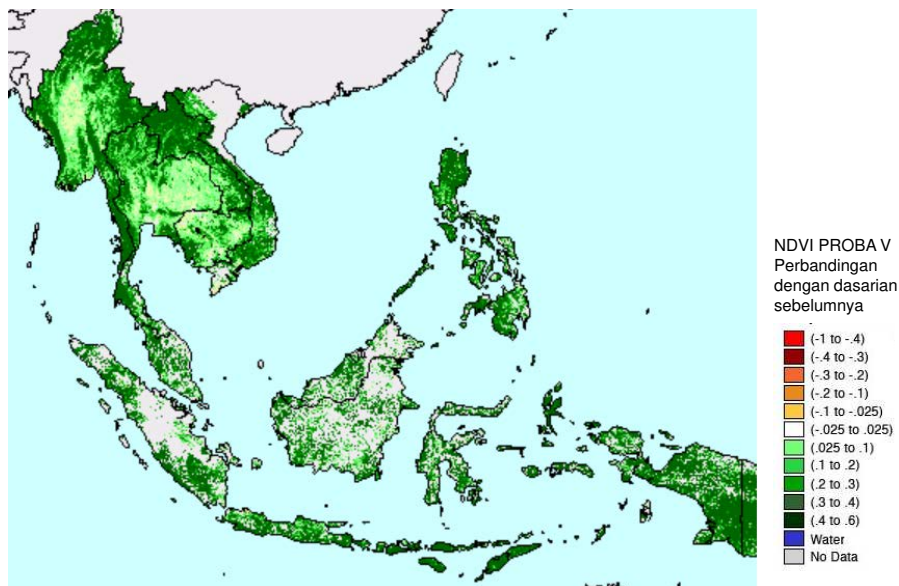 NDVI PROBA V
Perbandingan
dengan dasarian
sebelumnya
(-1 to -.4)
(-.4 to -.3)
(-.3 to -.2)
(-.2 to -.1)
(-.1 to -.025)
(-.025 to .025)
(.025 to .1)
(.1 to .2)
(.2 to .3)
(.3 to .4)
(.4 to .6)
Water
No Data